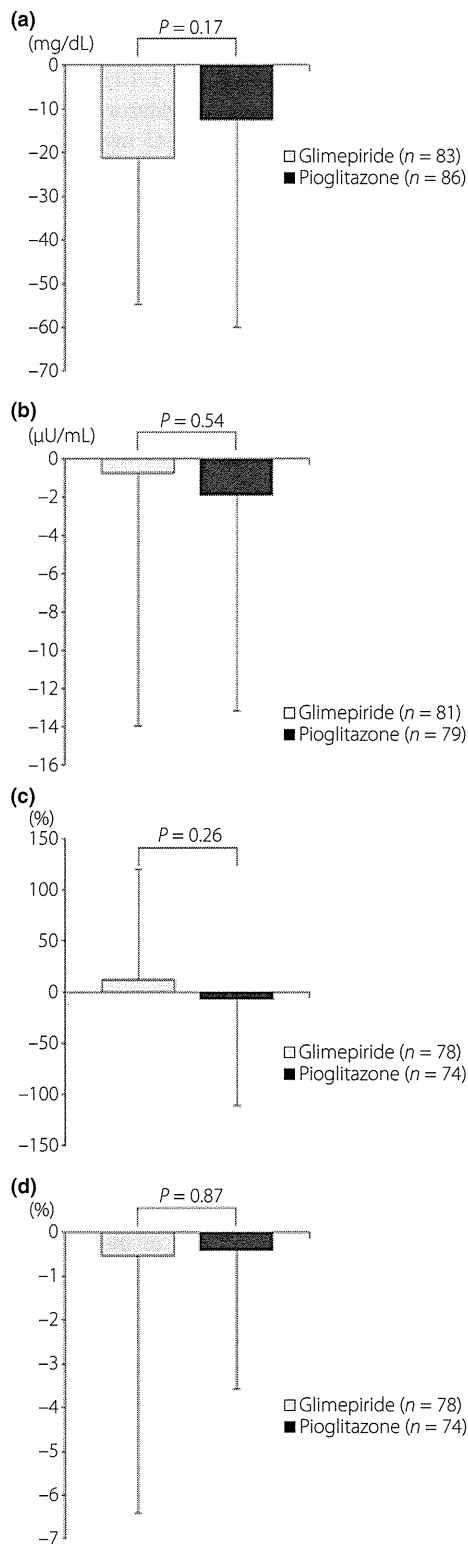 (a)
(mg/dL)
P = 0.17
0
−10
−20
−30
−40
−50
−60
−70
Glimepiride (n = 83)
Pioglitazone (n = 86)
(b)
(μU/mL)
P = 0.54
0
−2
−4
−6
−8
−10
−12
−14
−16
Glimepiride (n = 81)
Pioglitazone (n = 79)
(c)
(%)
P = 0.26
150
100
50
0
−50
−100
−150
Glimepiride (n = 78)
Pioglitazone (n = 74)
(d)
(%)
P = 0.87
0
−1
−2
−3
−4
−5
−6
−7
Glimepiride (n = 78)
Pioglitazone (n = 74)